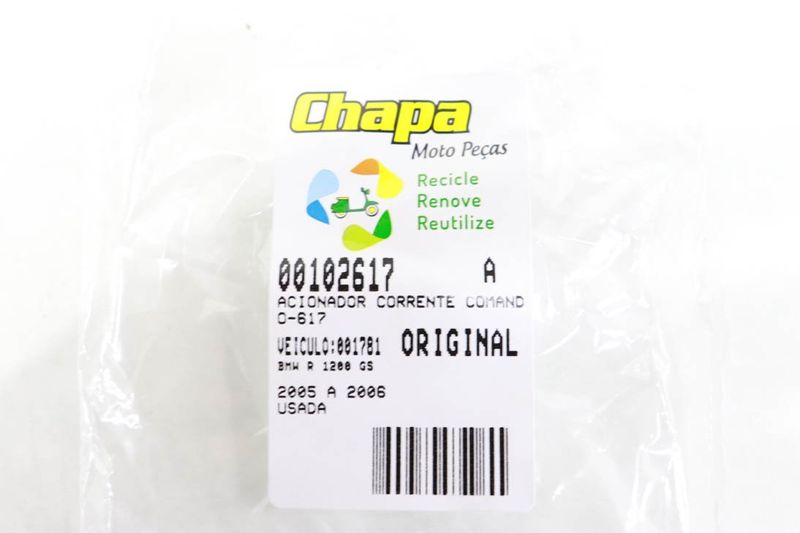 Chapa
Moto Peças
Recicle
Renove
Reutilize
00102617 A
ACIONADOR CORRENTE COMAND
O-617
VEICULO:001781 ORIGINAL
BMW R 1200 GS
2005 A 2006
USADA